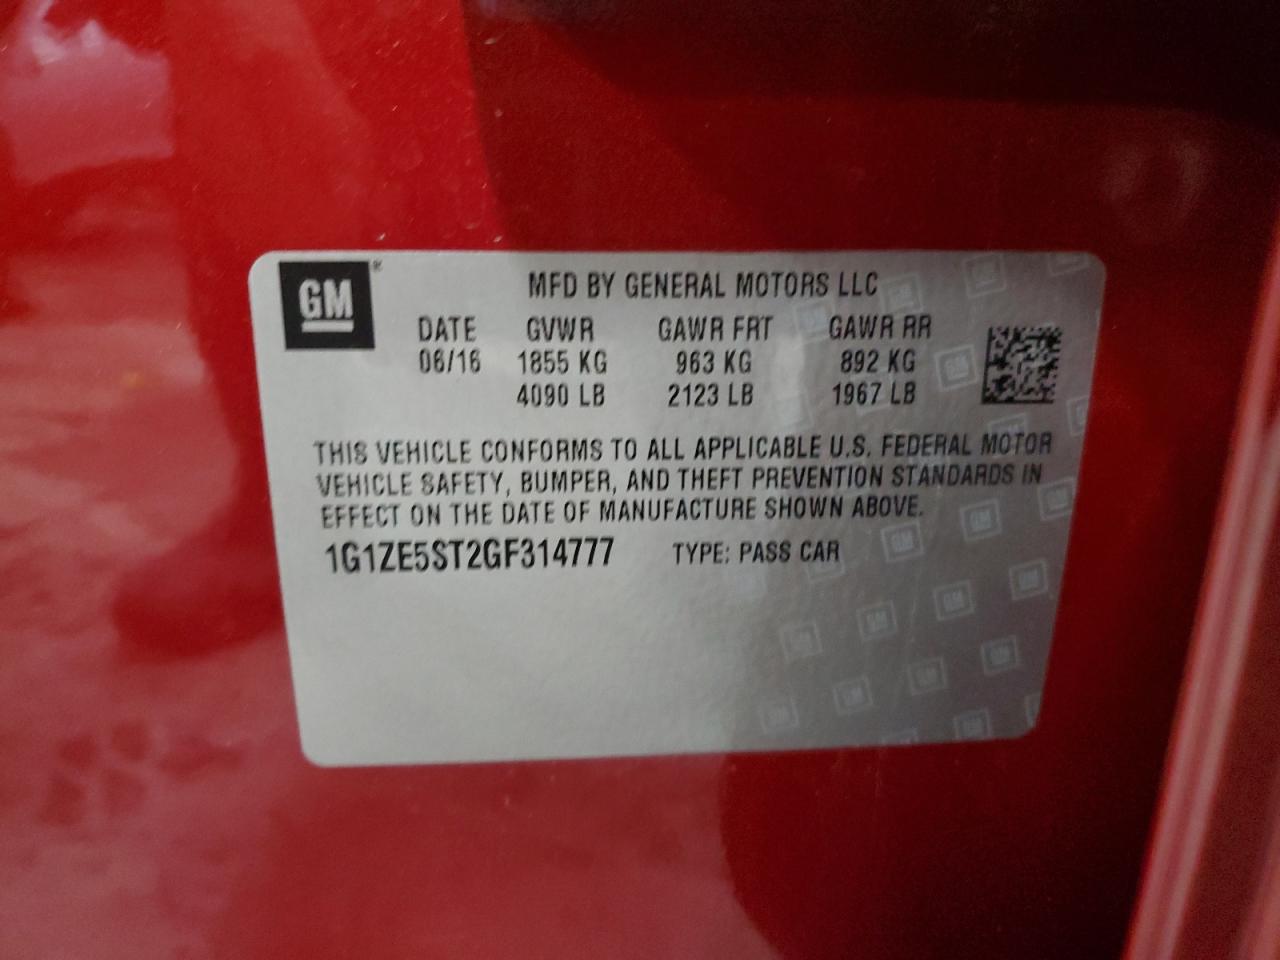 GM®
MFD BY GENERAL MOTORS LLC
DATE GVWR GAWR FRT GAWR RR
06/16 1855 KG 963 KG 892 KG
4090 LB 2123 LB 1967 LB
THIS VEHICLE CONFORMS TO ALL APPLICABLE U.S. FEDERAL MOTOR
VEHICLE SAFETY, BUMPER, AND THEFT PREVENTION STANDARDS IN
EFFECT ON THE DATE OF MANUFACTURE SHOWN ABOVE.
1G1ZE5ST2GF314777 TYPE: PASS CAR